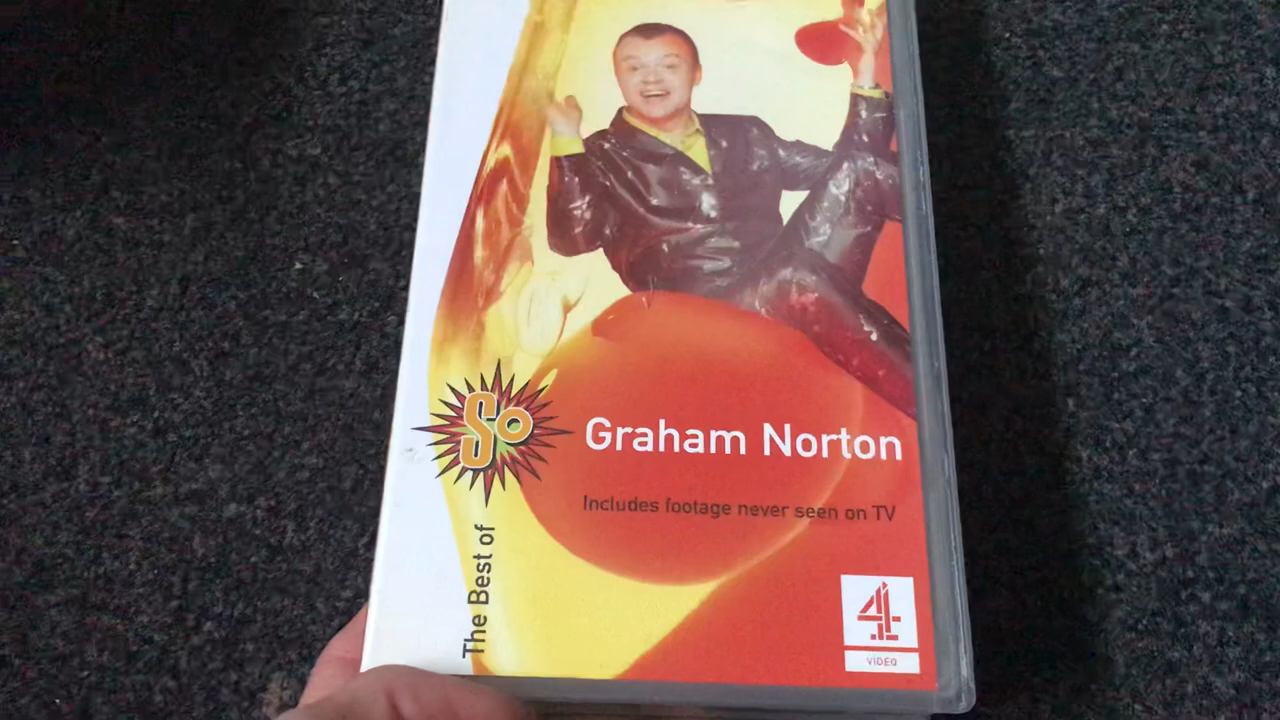 The Best of
So
Graham Norton
Includes footage never seen on TV
4
VIDEO